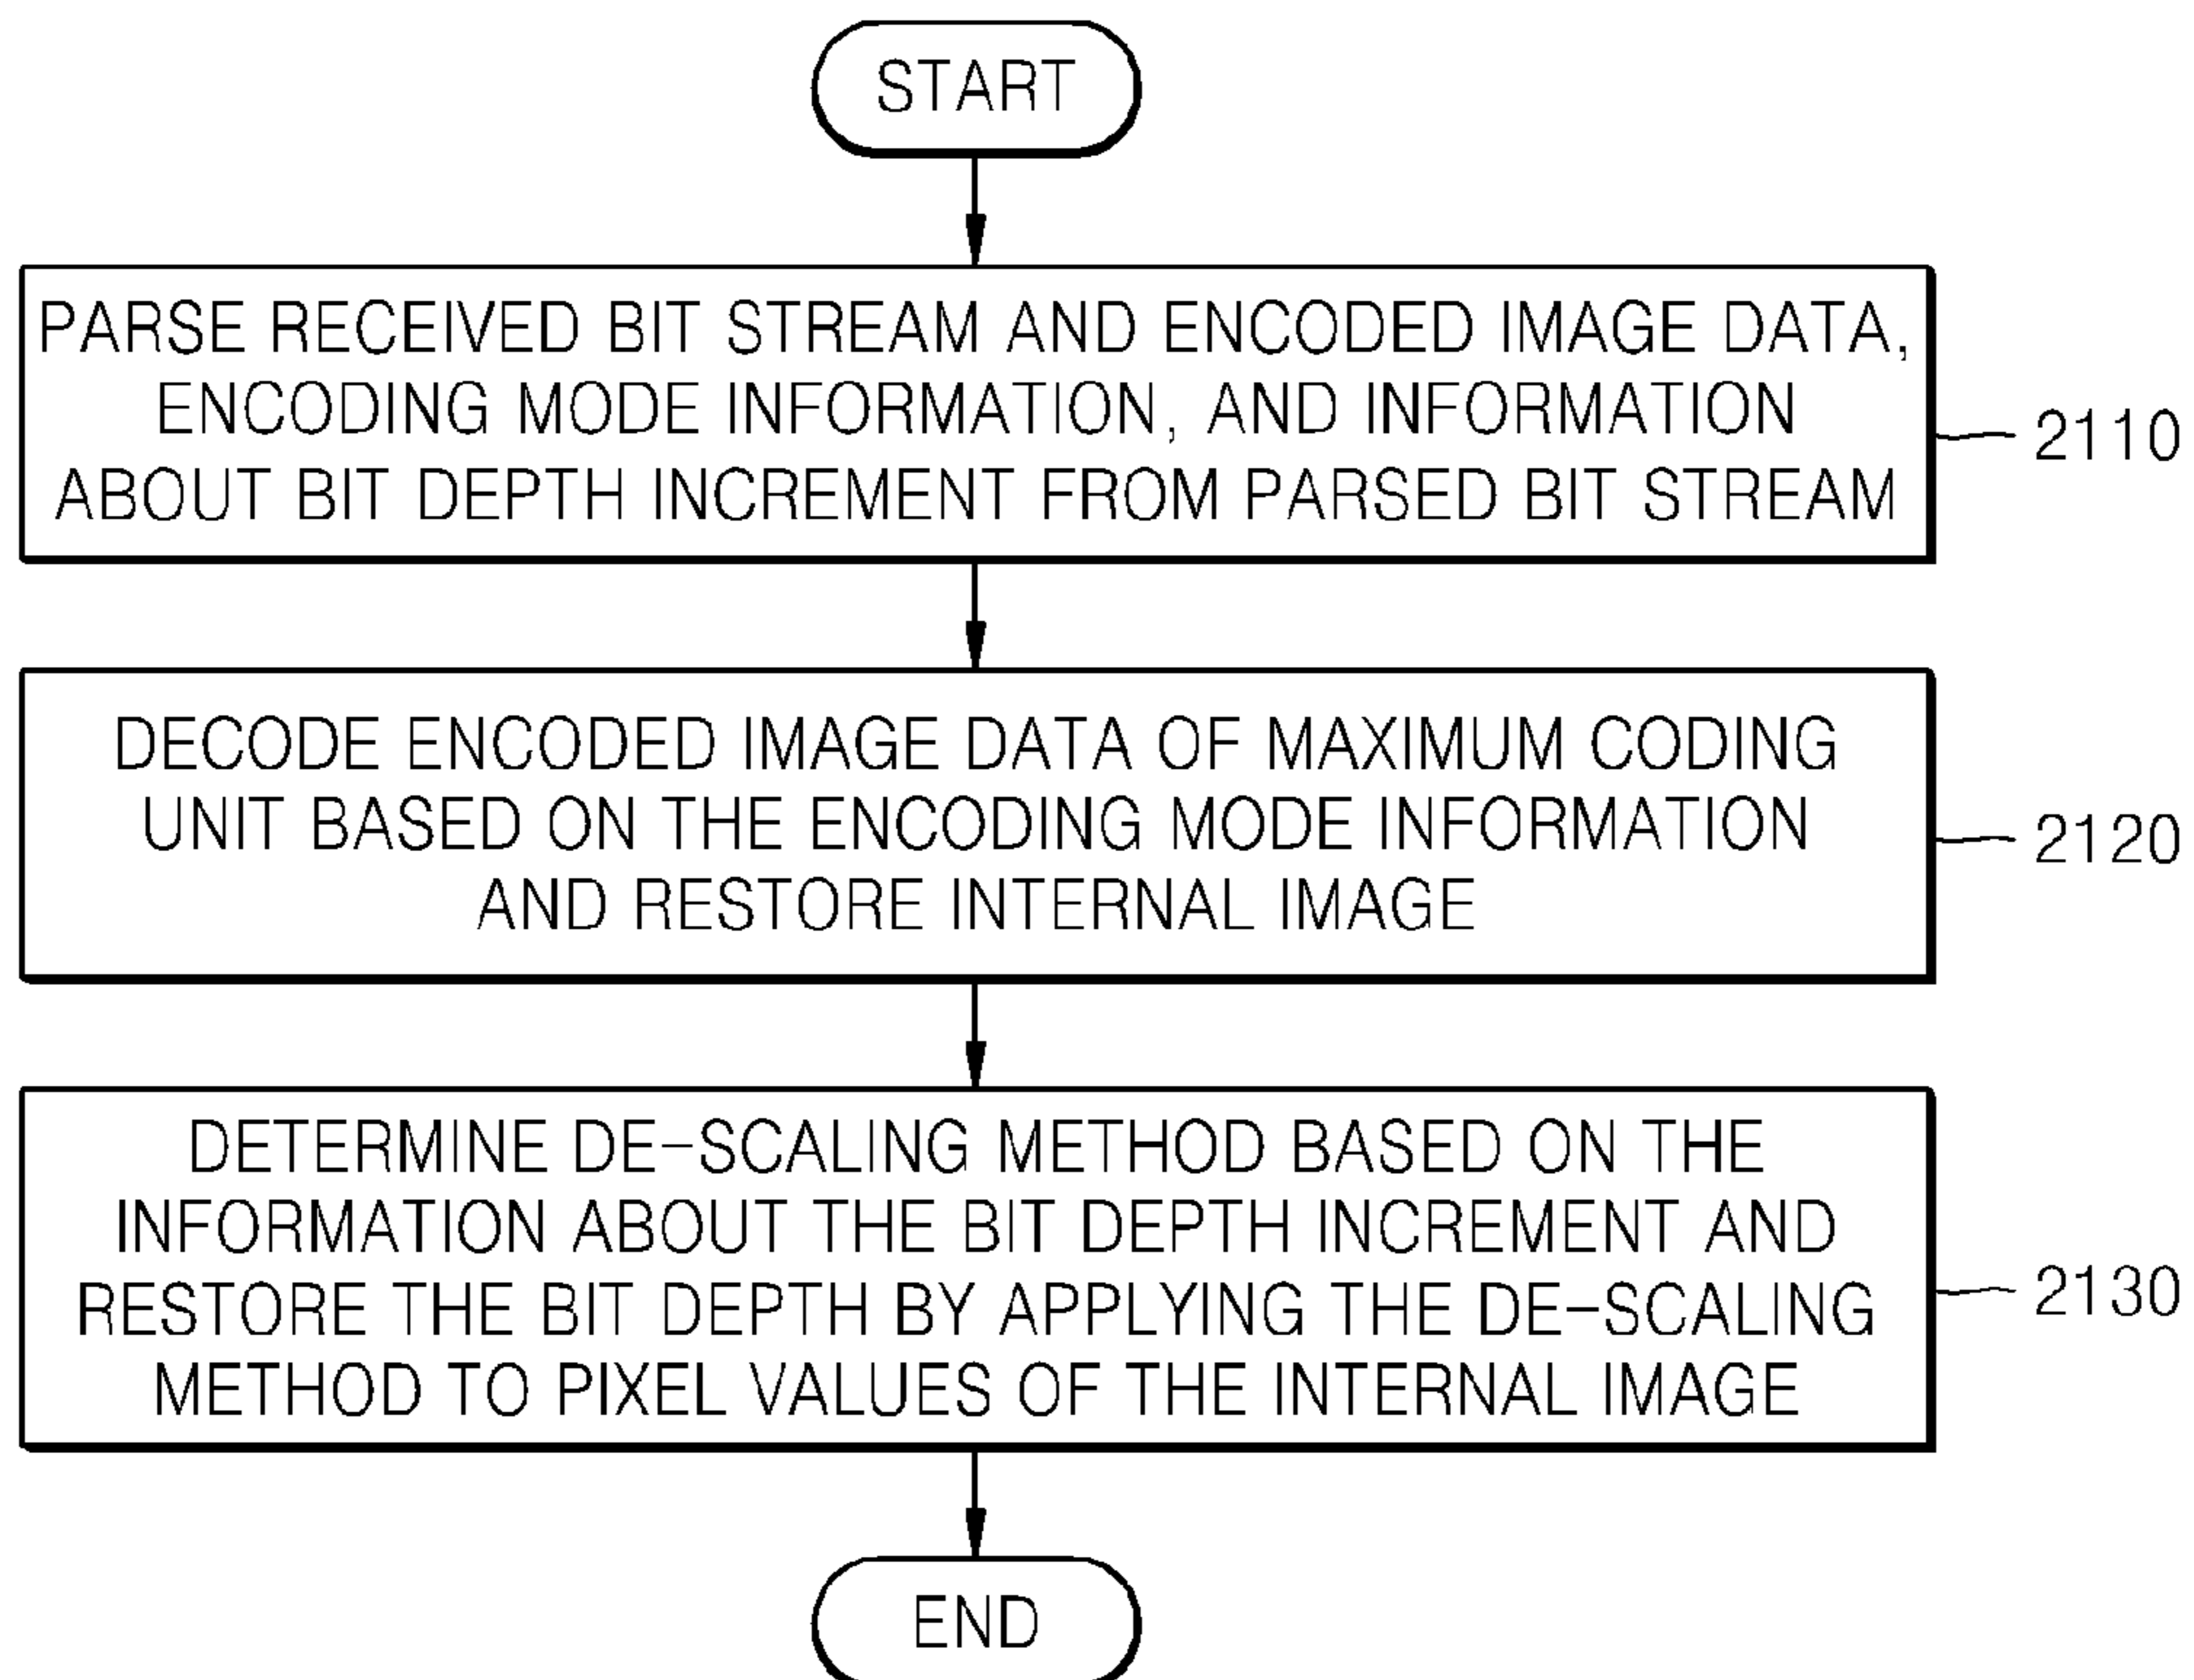 START
PARSE RECEIVED BIT STREAM AND ENCODED IMAGE DATA,
ENCODING MODE INFORMATION, AND INFORMATION
ABOUT BIT DEPTH INCREMENT FROM PARSED BIT STREAM
2110
DECODE ENCODED IMAGE DATA OF MAXIMUM CODING
UNIT BASED ON THE ENCODING MODE INFORMATION
AND RESTORE INTERNAL IMAGE
2120
DETERMINE DE-SCALING METHOD BASED ON THE
INFORMATION ABOUT THE BIT DEPTH INCREMENT AND
RESTORE THE BIT DEPTH BY APPLYING THE DE-SCALING
METHOD TO PIXEL VALUES OF THE INTERNAL IMAGE
2130
END